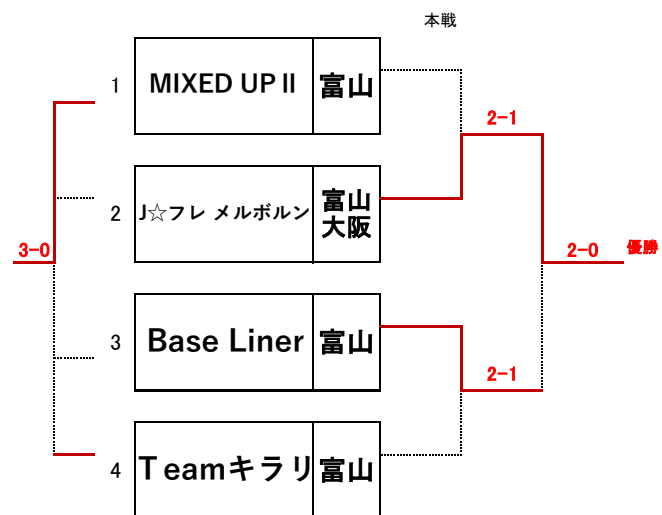 本戦
1 MIXED UP II 富山
2-1
2 J☆フレ メルボルン 富山
大阪
3-0
2-0 優勝
3 Base Liner 富山
2-1
4 Teamキラリ 富山